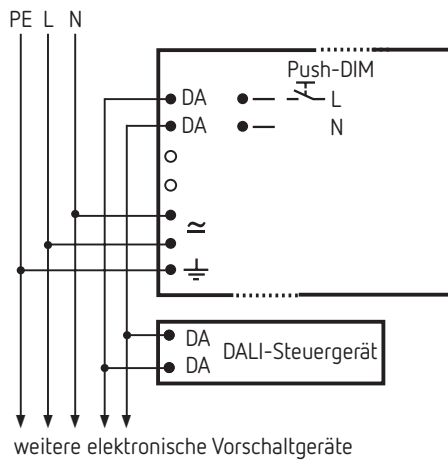 PE L N
Push-DIM
DA L
DA N
≃
DA
DA DALI-Steuergerät
weitere elektronische Vorschaltgeräte